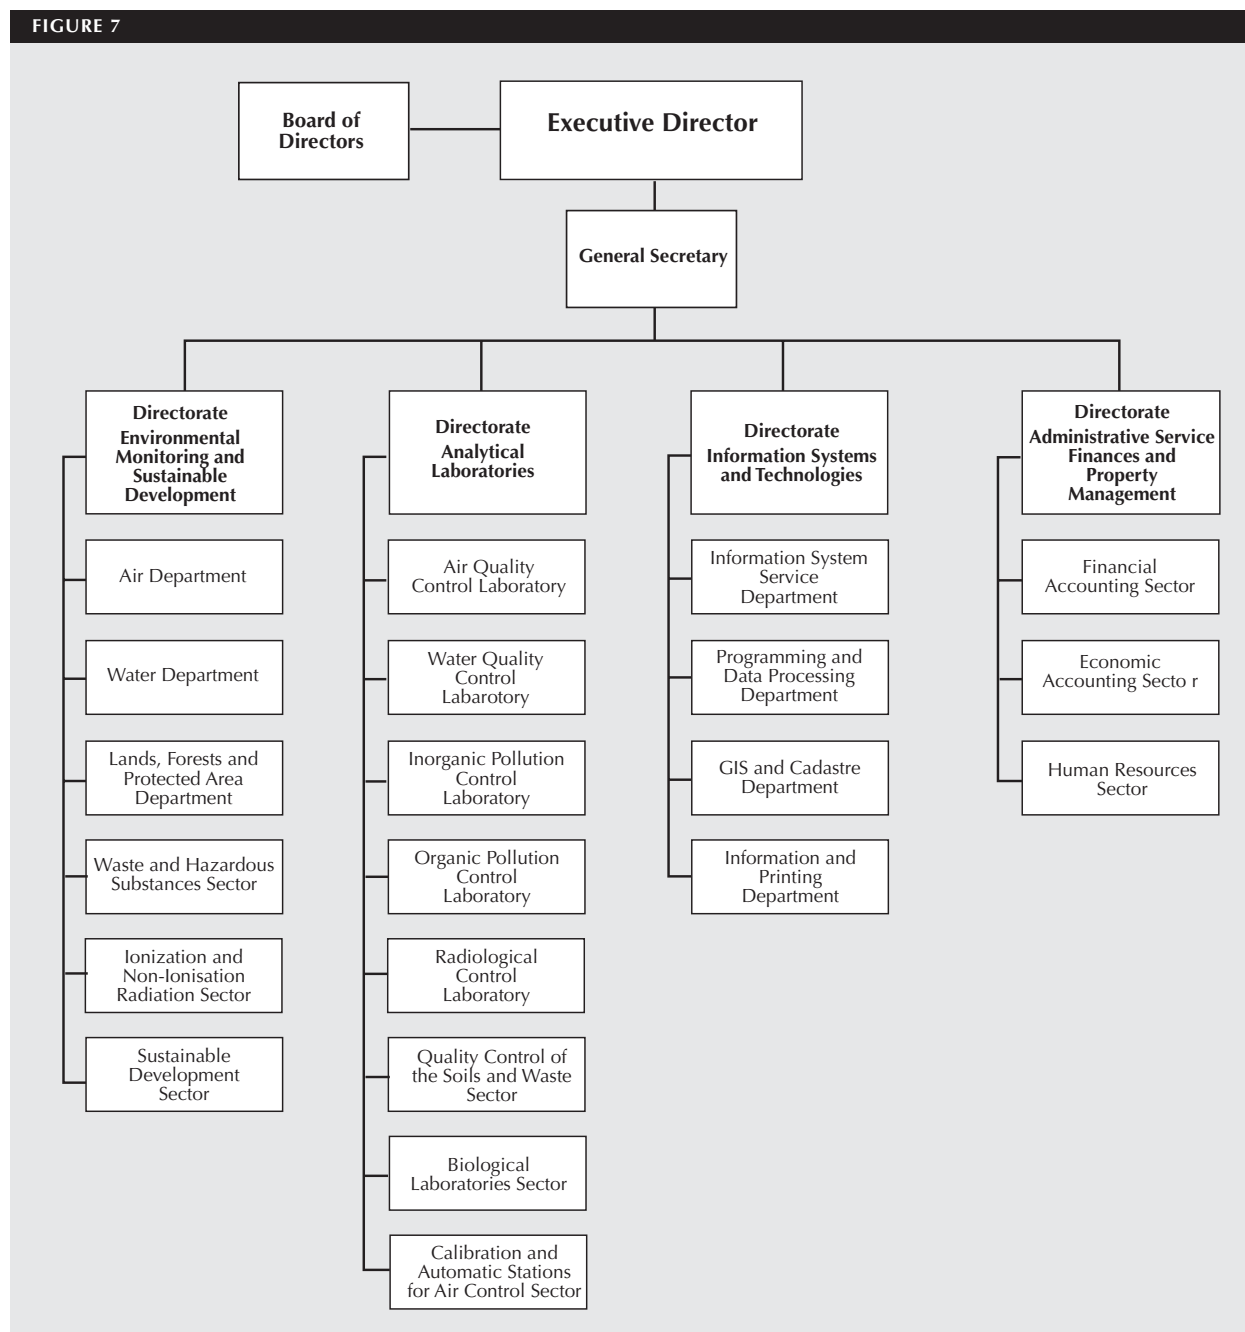 FIGURE 7
Board of
Directors
Executive Director
General Secretary
Directorate
Environmental
Monitoring and
Sustainable
Development
Air Department
Water Department
Lands, Forests and
Protected Area
Department
Waste and Hazardous
Substances Sector
Ionization and
Non-Ionisation
Radiation Sector
Sustainable
Development
Sector
Directorate
Analytical
Laboratories
Air Quality
Control Laboratory
Water Quality
Control
Labarotory
Inorganic Pollution
Control
Laboratory
Organic Pollution
Control
Laboratory
Radiological
Control
Laboratory
Quality Control of
the Soils and Waste
Sector
Biological
Laboratories Sector
Calibration and
Automatic Stations
for Air Control Sector
Directorate
Information Systems
and Technologies
Information System
Service
Department
Programming and
Data Processing
Department
GIS and Cadastre
Department
Information and
Printing
Department
Directorate
Administrative Service
Finances and
Property
Management
Financial
Accounting Sector
Economic
Accounting Secto r
Human Resources
Sector